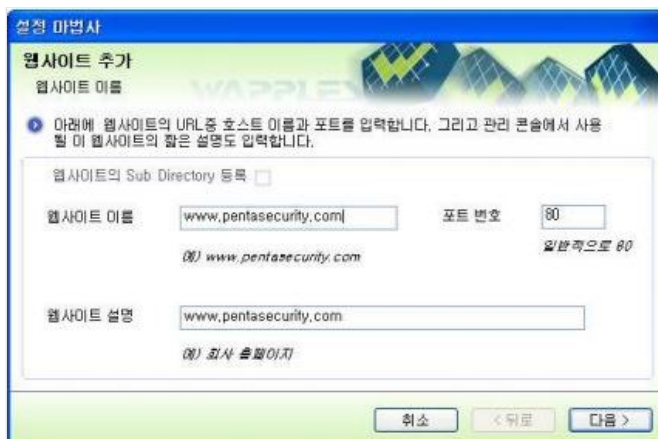 설정 마법사
웹사이트 추가
웹사이트 이름
WAPPLES
아래에 웹사이트의 URL중 호스트 이름과 포트를 입력합니다. 그리고 관리 콘솔에서 사용
될 이 웹사이트의 짧은 설명도 입력합니다.
웹사이트의 Sub Directory 등록
웹사이트 이름 www.pentasecurity.com 포트 번호 80
예) www.pentasecurity.com 일반적으로 80
웹사이트 설명 www.pentasecurity.com
예) 회사 홈페이지
취소 < 뒤로 다음 >